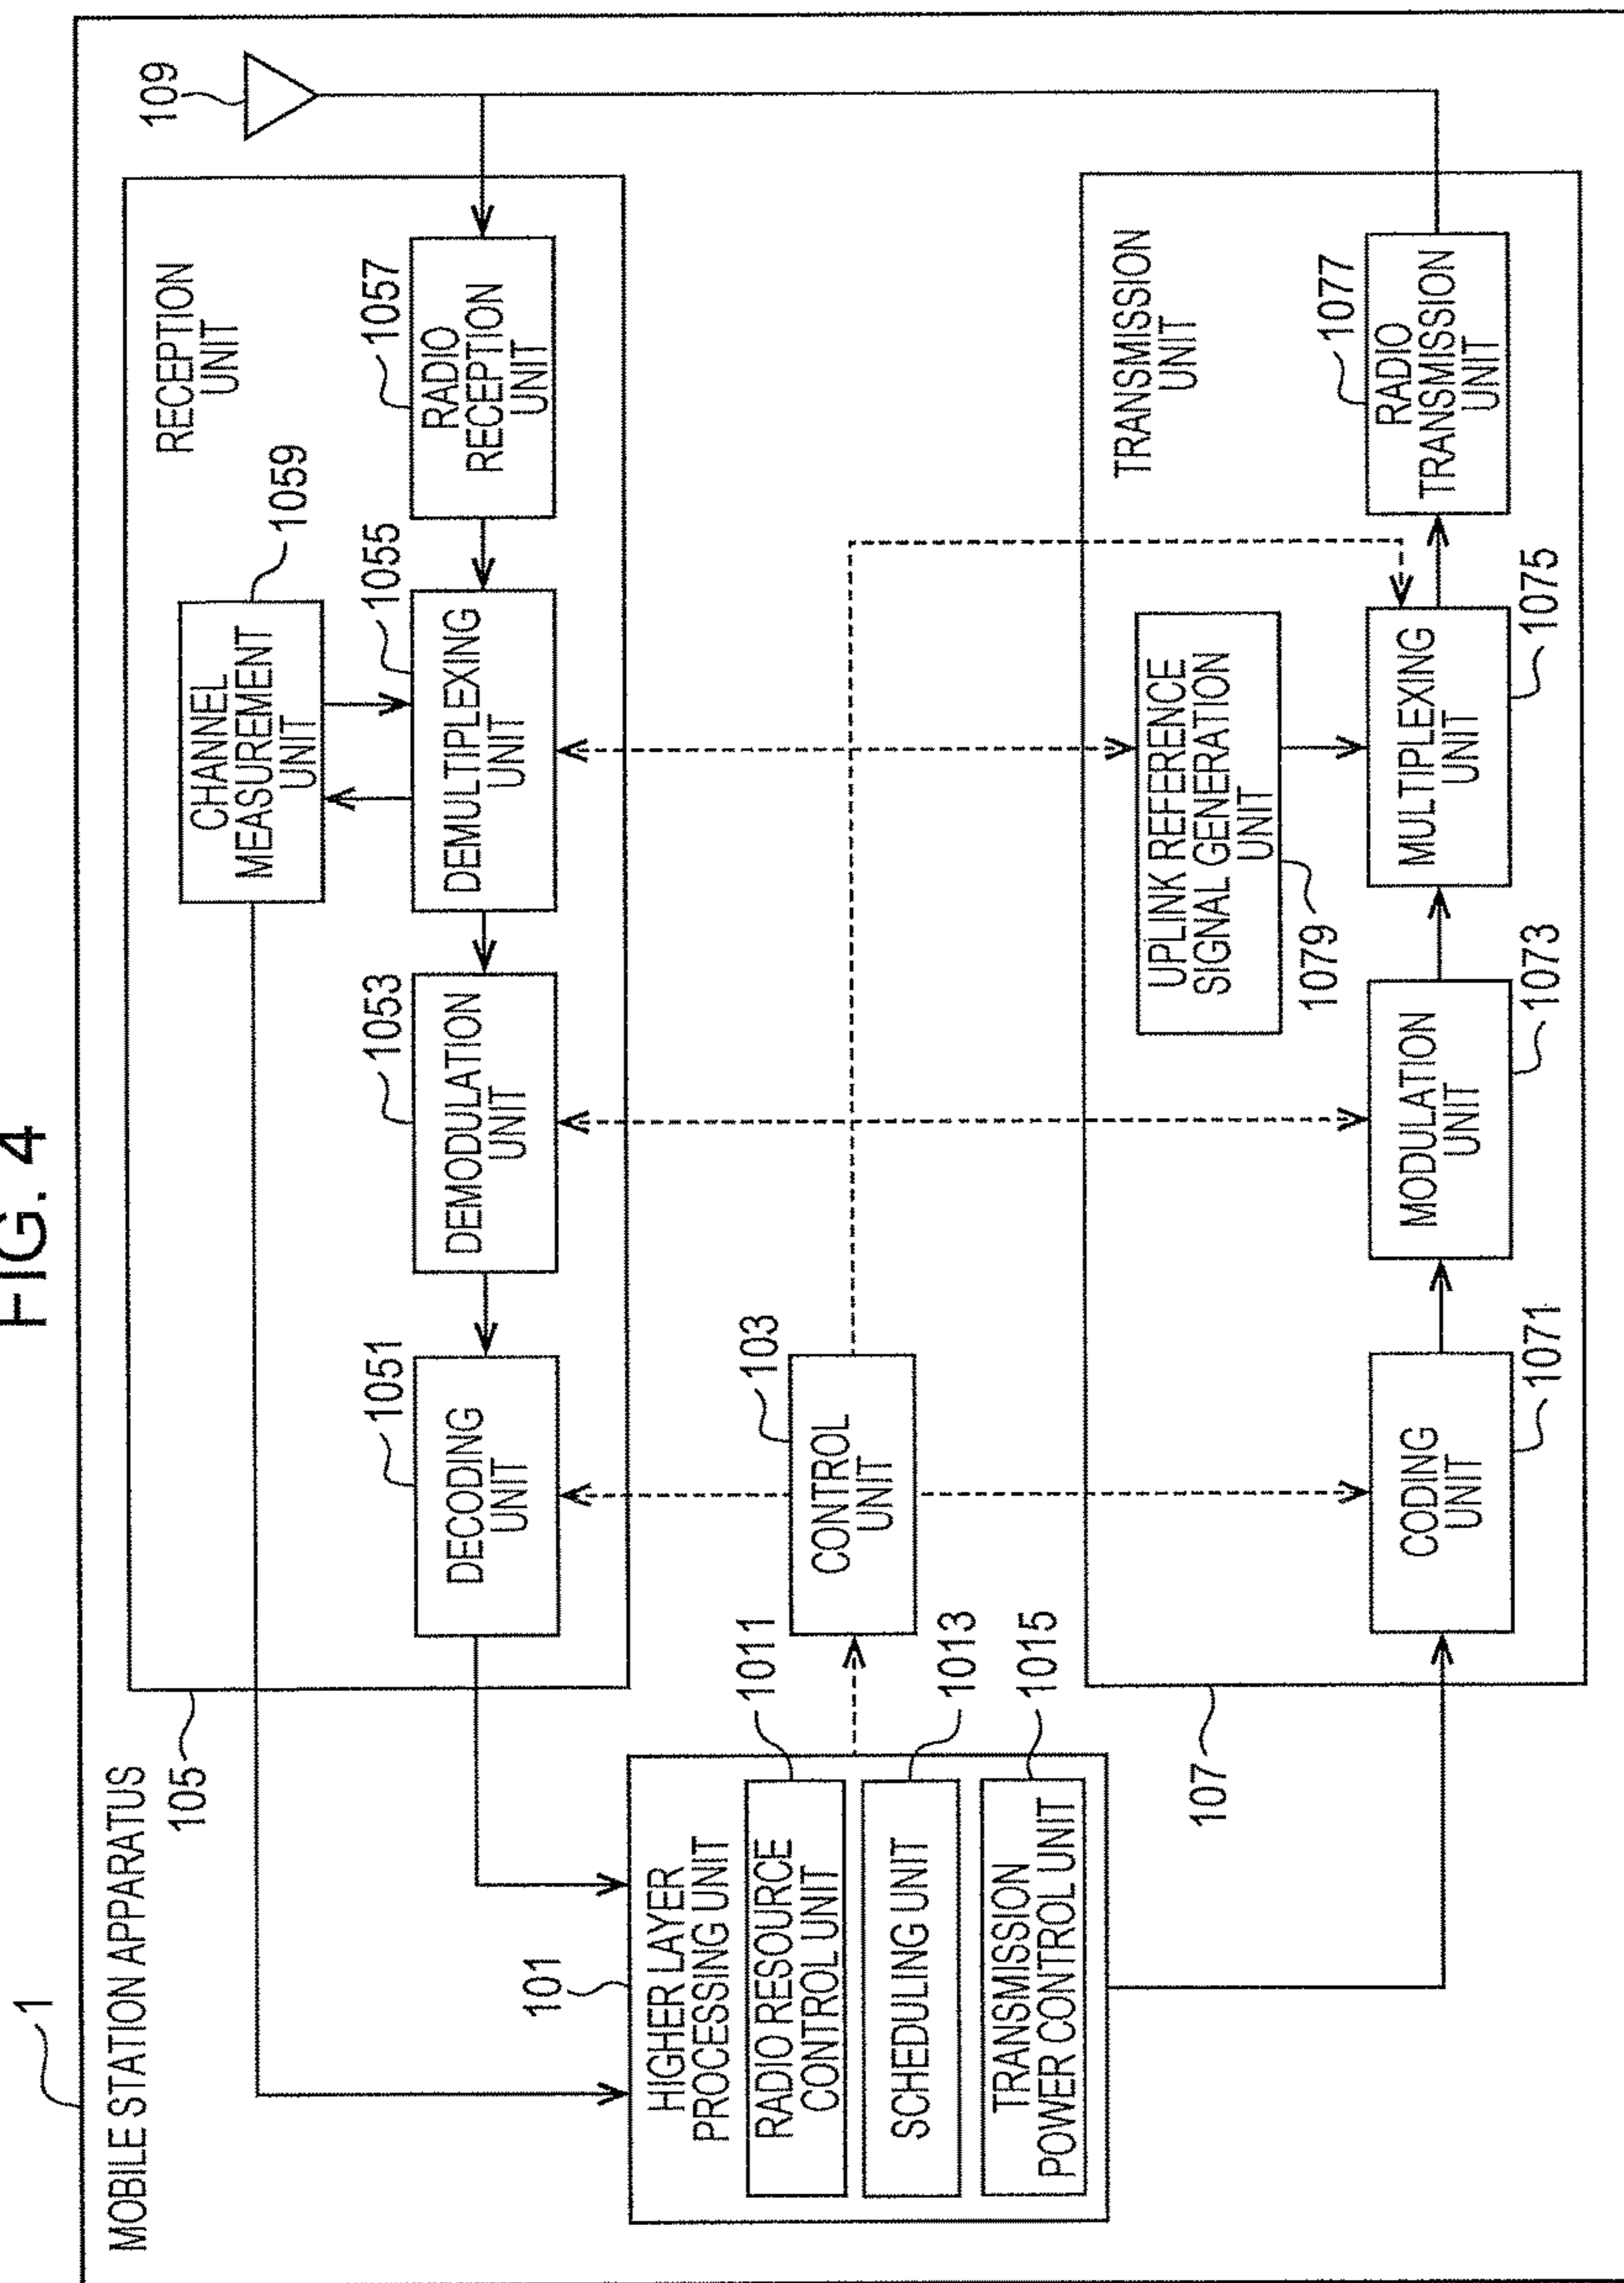 FIG. 4
1
MOBILE STATION APPARATUS
105
RECEPTION
UNIT
109
CHANNEL
MEASUREMENT
UNIT
1059
1051
DECODING
UNIT
1053
DEMODULATION
UNIT
1055
DEMULTIPLEXING
UNIT
1057
RADIO
RECEPTION
UNIT
101
HIGHER LAYER
PROCESSING UNIT
1011
RADIO RESOURCE
CONTROL UNIT
1013
SCHEDULING UNIT
1015
TRANSMISSION
POWER CONTROL UNIT
103
CONTROL
UNIT
107
TRANSMISSION
UNIT
UPLINK REFERENCE
SIGNAL GENERATION
UNIT
1079
CODING
UNIT
1071
MODULATION
UNIT
1073
MULTIPLEXING
UNIT
1075
RADIO
TRANSMISSION
UNIT
1077